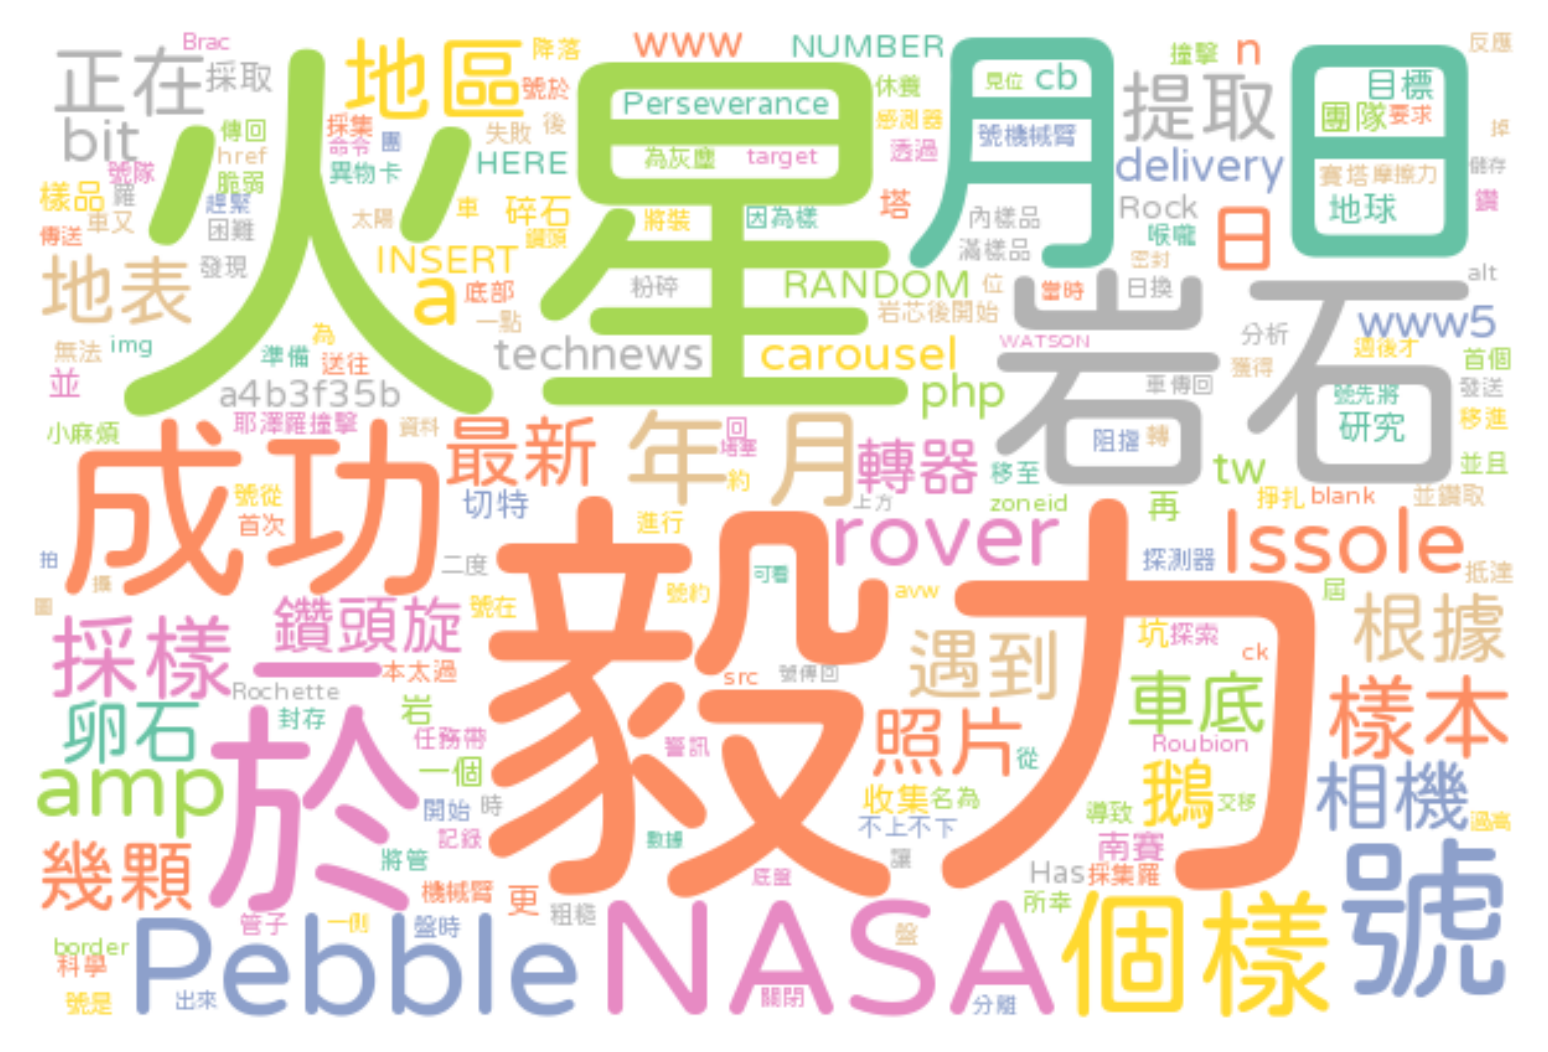 Brac
www
NUMBER
月日
反應
正在
採取
地區
降落
火星
Perseverance
休養
見位
cb
撞擊
n
提取
目標
團隊
要求
掉
bit
傳回
href
號隊
脆弱
採集
命令
團
失敗
後
號於
HERE
異物卡
為灰塵
target
感測器
透過
號機械臂
delivery
賽塔
摩擦力
儲存
樣品
羅
車又
傳送
趕緊
困難
太陽
車
碎石
鑽頭
將裝
因為樣
塔
內樣品
滿樣品
Rock
喉嚨
日
地球
鑽
地表
發現
INSERT
a
底部
一點
粉碎
RANDOM
位
岩芯後開始
當時
密封
日換
岩石
alt
www5
無法
img
並
準備
為
送往
technews
carousel
WATSON
php
分析
獲得
週後才
首個
a4b3f35b
車傳回
號先將
發送
小麻煩
耶澤羅撞擊
資料
最新
年月
回
堵塞
約
轉器
移至
阻擋
轉
tw
研究
移進
並且
成功
號從
首次
切特
進行
上方
zoneid
再
掙扎
blank
並鑽取
拍
攝
圖
二度
毅力
可看
rover
Issole
探測器
抵達
採樣
鑽頭旋
號在
號約
avw
屆
根據
一
本太過
src
號傳回
遇到
坑
探索
ck
Rochette
卵石
封存
岩
任務帶
警訊
照片
從
車底
Roubion
樣本
amp
於
一個
開始
時
收集
名為
不上不下
導致
鵝
交移
相機
過高
幾顆
記錄
將管
數據
讓
南賽
機械臂
更
底盤
Has
採集羅
號
管子
一側
盤時
粗糙
所幸
border
科學
號是
Pebble
出來
NASA
盤
關閉
分離
個樣